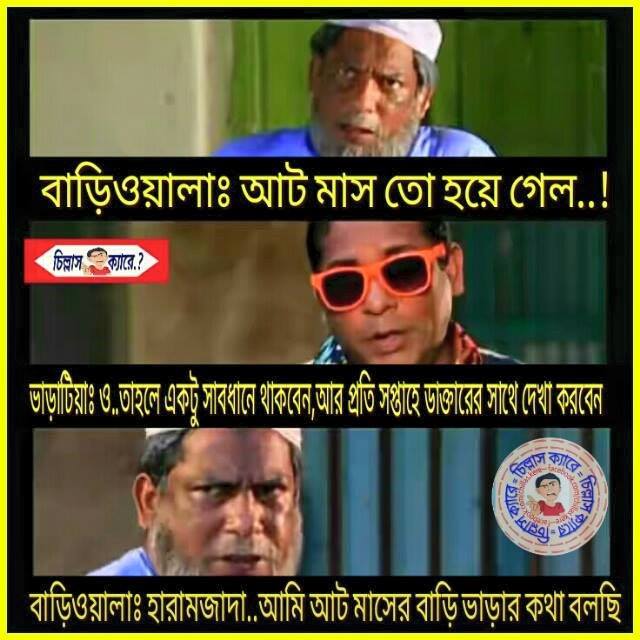 বাড়িওয়ালাঃ আট মাস তো হয়ে গেল..!
চিল্লাস ক্যারে.?
ভাড়াটিয়াঃ ও..তাহলে একটু সাবধানে থাকবেন,আর প্রতি সপ্তাহে ডাক্তারের সাথে দেখা করবেন
চিল্লাস ক্যারে = চিল্লাস ক্যারে = চিল্লাস ক্যারে =
বাড়িওয়ালাঃ হারামজাদা..আমি আট মাসের বাড়ি ভাড়ার কথা বলছি